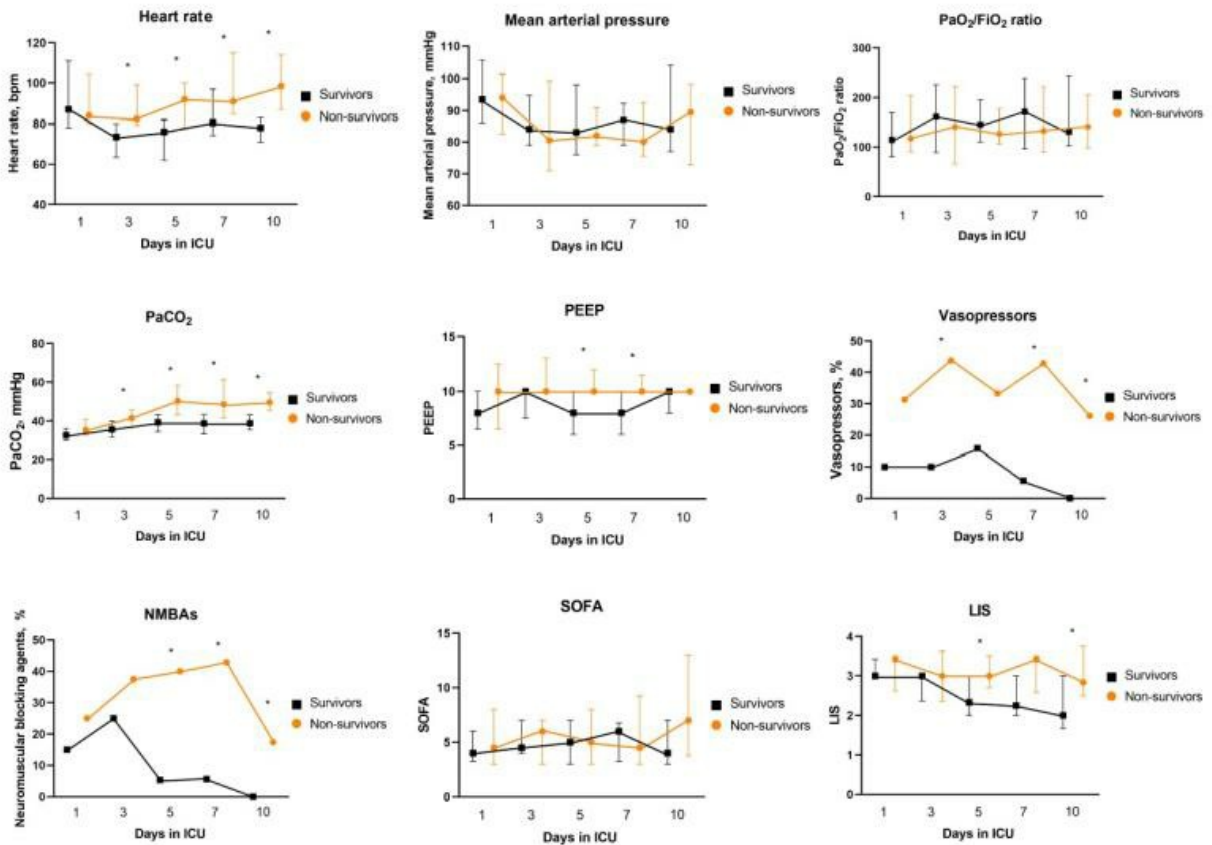 Heart rate
Heart rate, bpm
120
100
80
60
40
* * * *
1 3 5 7 10
Days in ICU
Survivors
Non-survivors
Mean arterial pressure
Mean arterial pressure, mmHg
110
100
90
80
70
60
1 3 5 7 10
Days in ICU
Survivors
Non-survivors
PaO₂/FiO₂ ratio
PaO₂/FiO₂ ratio
300
200
100
0
1 3 5 7 10
Days in ICU
Survivors
Non-survivors
PaCO₂
PaCO₂, mmHg
80
60
40
20
0
* * * *
1 3 5 7 10
Days in ICU
Survivors
Non-survivors
PEEP
PEEP
15
10
5
0
* *
1 3 5 7 10
Days in ICU
Survivors
Non-survivors
Vasopressors
Vasopressors, %
50
40
30
20
10
0
* * *
1 3 5 7 10
Days in ICU
Survivors
Non-survivors
NMBAs
Neuromuscular blocking agents, %
50
40
30
20
10
0
* * *
1 3 5 7 10
Days in ICU
Survivors
Non-survivors
SOFA
SOFA
15
10
5
0
1 3 5 7 10
Days in ICU
Survivors
Non-survivors
LIS
LIS
4
3
2
1
0
* *
1 3 5 7 10
Days in ICU
Survivors
Non-survivors